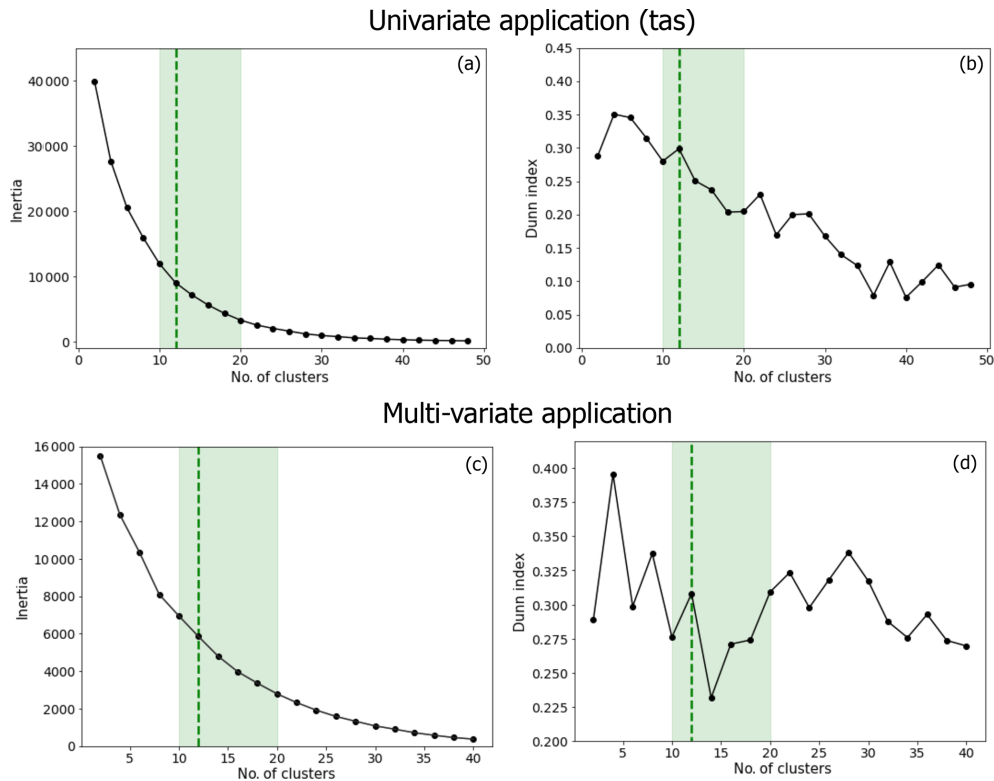 Univariate application (tas)
(a)
40 000
30 000
20 000
10 000
0
Inertia
0 10 20 30 40 50
No. of clusters
(b)
0.45
0.40
0.35
0.30
0.25
0.20
0.15
0.10
0.05
0.00
Dunn index
0 10 20 30 40 50
No. of clusters
Multi-variate application
(c)
16 000
14 000
12 000
10 000
8000
6000
4000
2000
0
Inertia
5 10 15 20 25 30 35 40
No. of clusters
(d)
0.400
0.375
0.350
0.325
0.300
0.275
0.250
0.225
0.200
Dunn index
5 10 15 20 25 30 35 40
No. of clusters